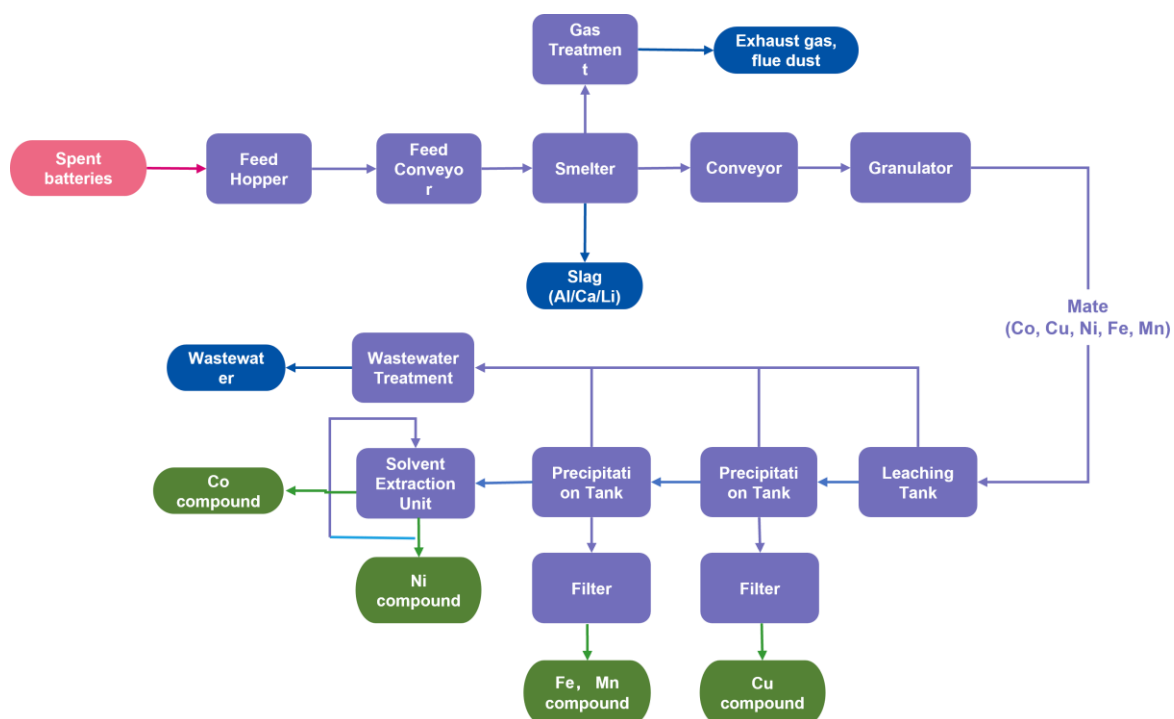 Gas
Treatmen
t
Exhaust gas,
flue dust
Spent
batteries
Feed
Hopper
Feed
Conveyo
r
Smelter
Conveyor
Granulator
Slag
(Al/Ca/Li)
Mate
(Co, Cu, Ni, Fe, Mn)
Wastewat
er
Wastewater
Treatment
Co
compound
Solvent
Extraction
Unit
Precipitati
on Tank
Precipitati
on Tank
Leaching
Tank
Ni
compound
Filter
Filter
Fe， Mn
compound
Cu
compound